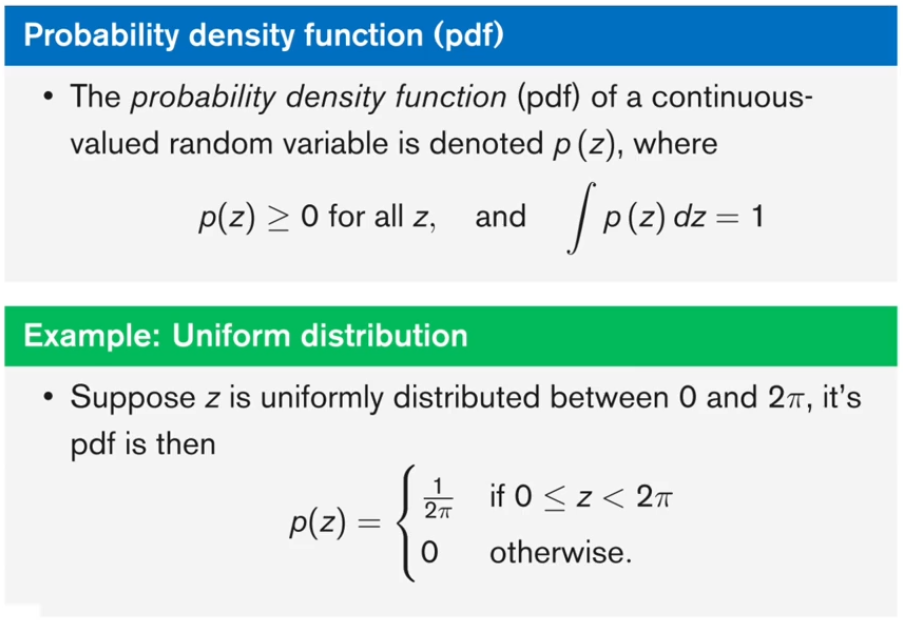 Probability density function (pdf)
• The probability density function (pdf) of a continuous-
valued random variable is denoted p (z), where
p(z) ≥ 0 for all z, and ∫ p (z) dz = 1
Example: Uniform distribution
• Suppose z is uniformly distributed between 0 and 2π, it's
pdf is then
p(z) = { 1/2π if 0 ≤ z < 2π
0 otherwise.